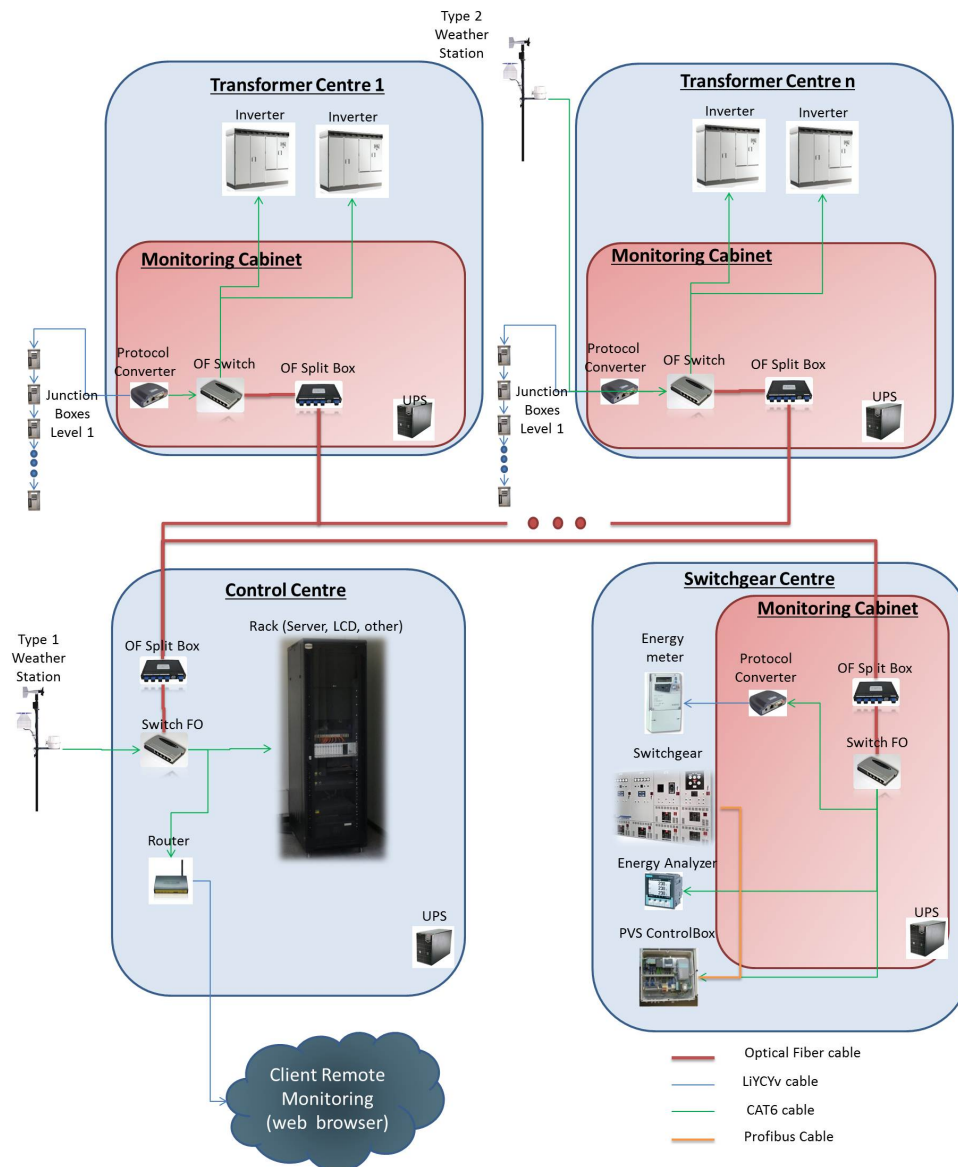 Type 2
Weather
Station
Transformer Centre 1
Inverter
Inverter
Monitoring Cabinet
Protocol
Converter
OF Switch
OF Split Box
Junction
Boxes
Level 1
UPS
Transformer Centre n
Inverter
Inverter
Monitoring Cabinet
Protocol
Converter
OF Switch
OF Split Box
Junction
Boxes
Level 1
UPS
Control Centre
Rack (Server, LCD, other)
OF Split Box
Type 1
Weather
Station
Switch FO
Router
UPS
Client Remote
Monitoring
(web browser)
Switchgear Centre
Monitoring Cabinet
Energy
meter
Protocol
Converter
OF Split Box
Switch FO
Switchgear
Energy Analyzer
PVS ControlBox
UPS
Optical Fiber cable
LiYCYv cable
CAT6 cable
Profibus Cable